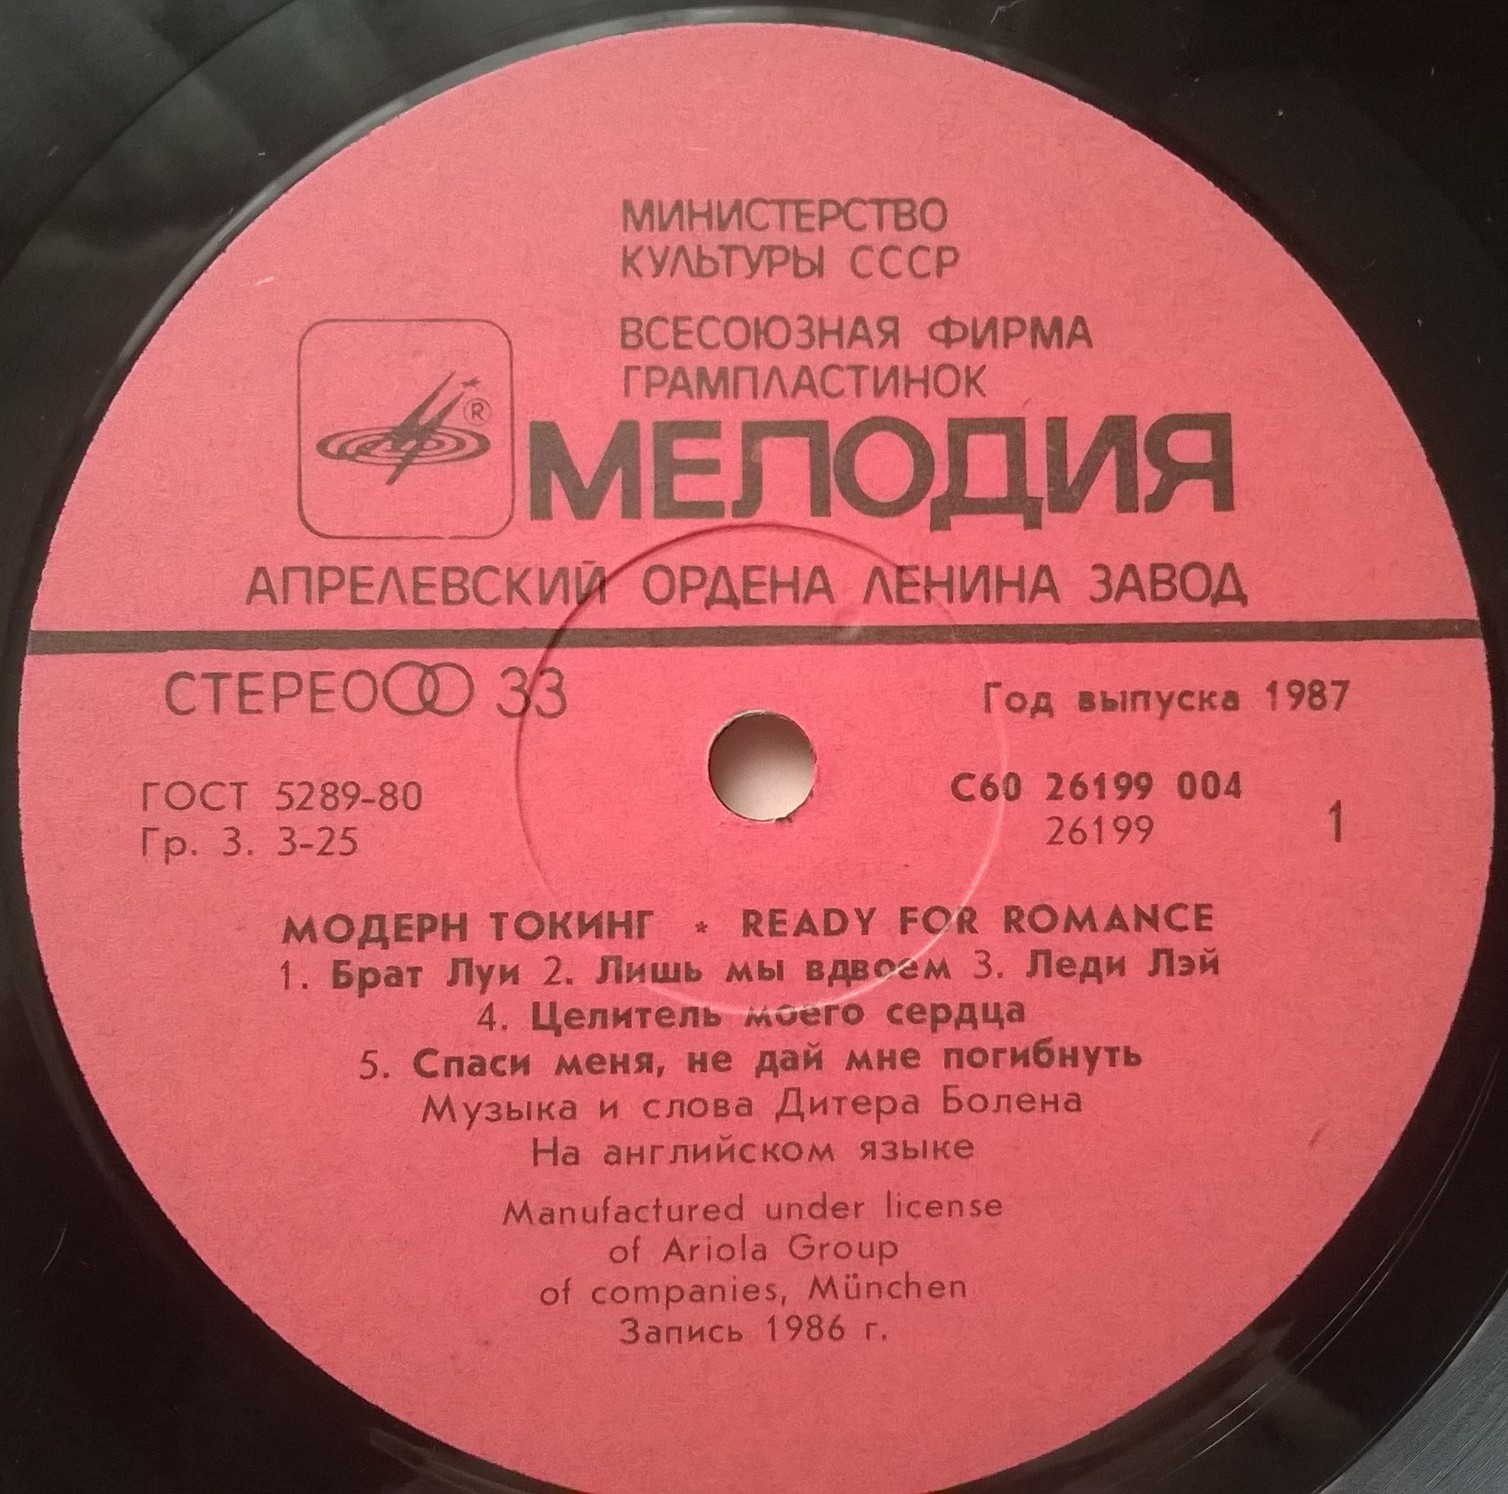 МИНИСТЕРСТВО
КУЛЬТУРЫ СССР
ВСЕСОЮЗНАЯ ФИРМА
ГРАМПЛАСТИНОК
®
МЕЛОДИЯ
АПРЕЛЕВСКИЙ ОРДЕНА ЛЕНИНА ЗАВОД
СТЕРЕО 33
Год выпуска 1987
ГОСТ 5289-80
Гр. 3. 3-25
С60 26199 004
26199
1
МОДЕРН ТОКИНГ * READY FOR ROMANCE
1. Брат Луи 2. Лишь мы вдвоем 3. Леди Лэй
4. Целитель моего сердца
5. Спаси меня, не дай мне погибнуть
Музыка и слова Дитера Болена
На английском языке
Manufactured under license
of Ariola Group
of companies, München
Запись 1986 г.